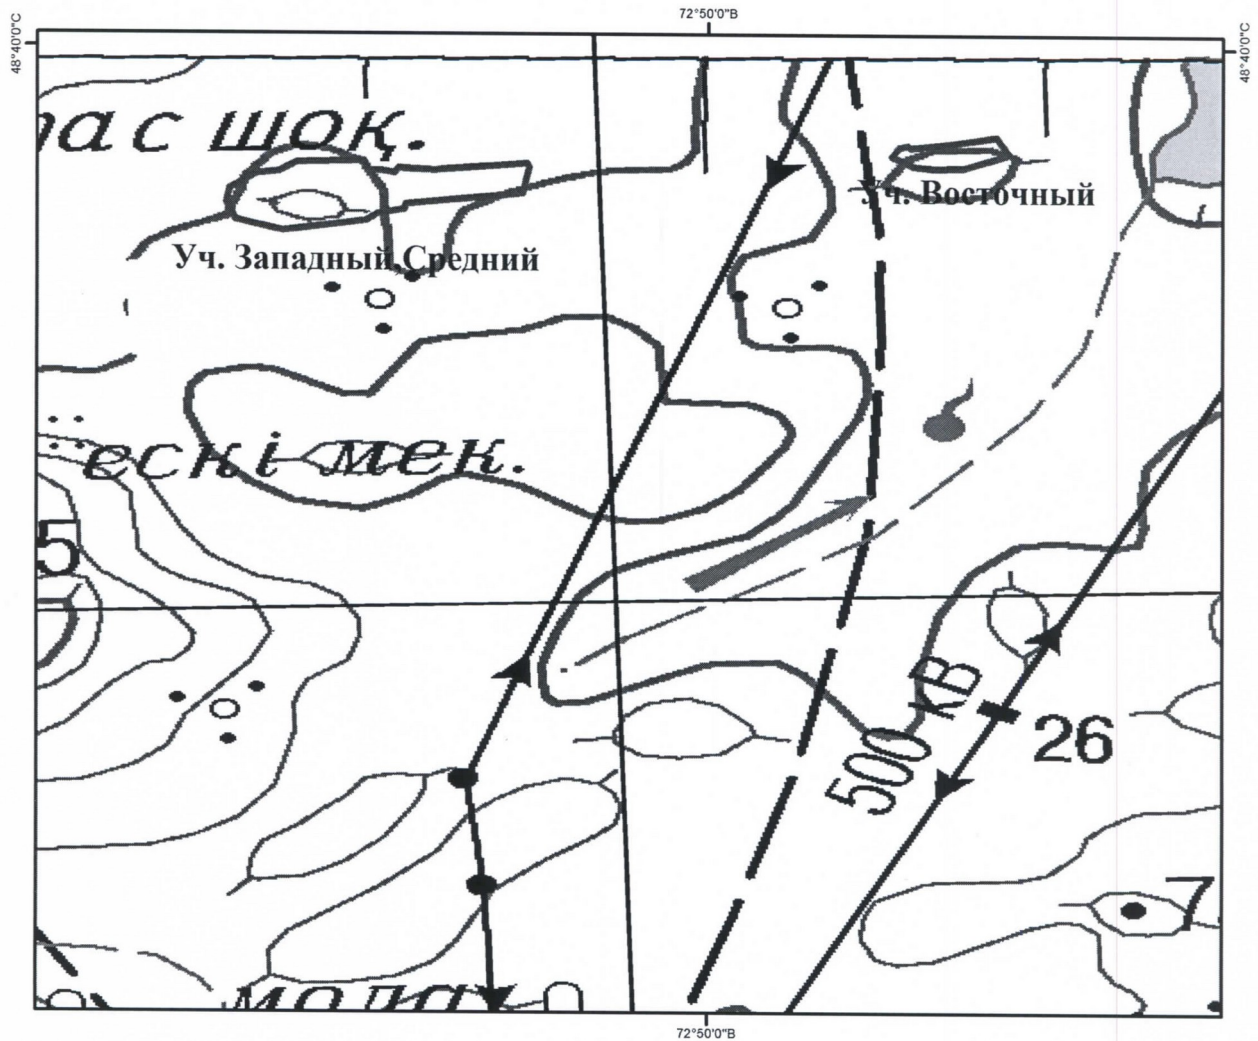 72°50'0"В
48°40'0"С
48°40'0"С
ас шоқ.
Уч. Восточный
Уч. Западный,Средний
ескі мек.
5
500 кВ
26
7
72°50'0"В